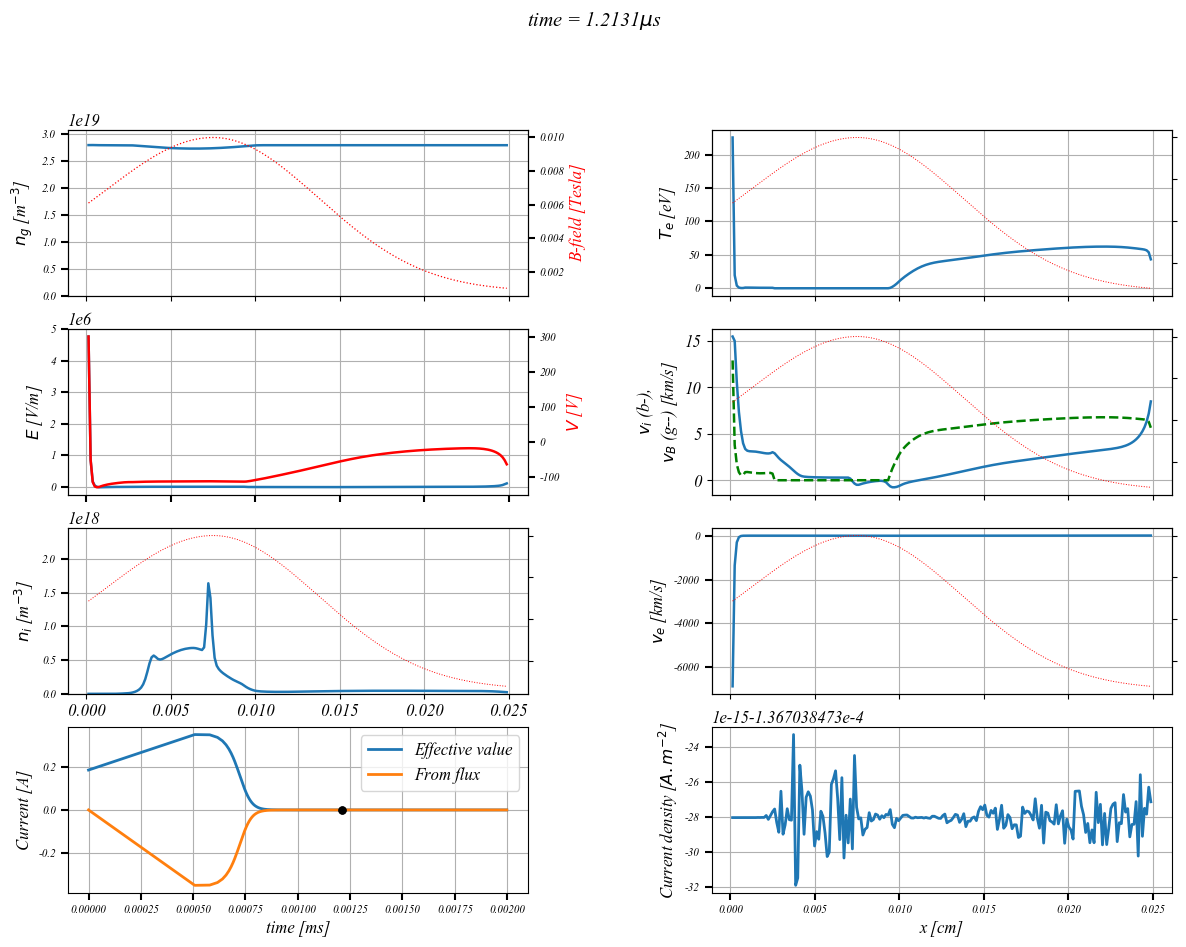 time = 1.2131μs
1e19
3.0
2.5
2.0
1.5
1.0
0.5
0.0
n_g [m^{-3}]
0.010
0.008
0.006
0.004
0.002
B-field [Tesla]
200
150
100
50
0
T_e [eV]
1e6
5
4
3
2
1
0
E [V/m]
300
200
100
0
-100
V [V]
15
10
5
0
v_i (b-),
v_B (g--) [km/s]
1e18
2.0
1.5
1.0
0.5
0.0
n_i [m^{-3}]
0.000 0.005 0.010 0.015 0.020 0.025
0
-2000
-4000
-6000
v_e [km/s]
0.2
0.0
-0.2
Current [A]
Effective value
From flux
0.00000 0.00025 0.00050 0.00075 0.00100 0.00125 0.00150 0.00175 0.00200
time [ms]
1e-15-1.367038473e-4
-24
-26
-28
-30
-32
Current density [A.m^{-2}]
0.000 0.005 0.010 0.015 0.020 0.025
x [cm]